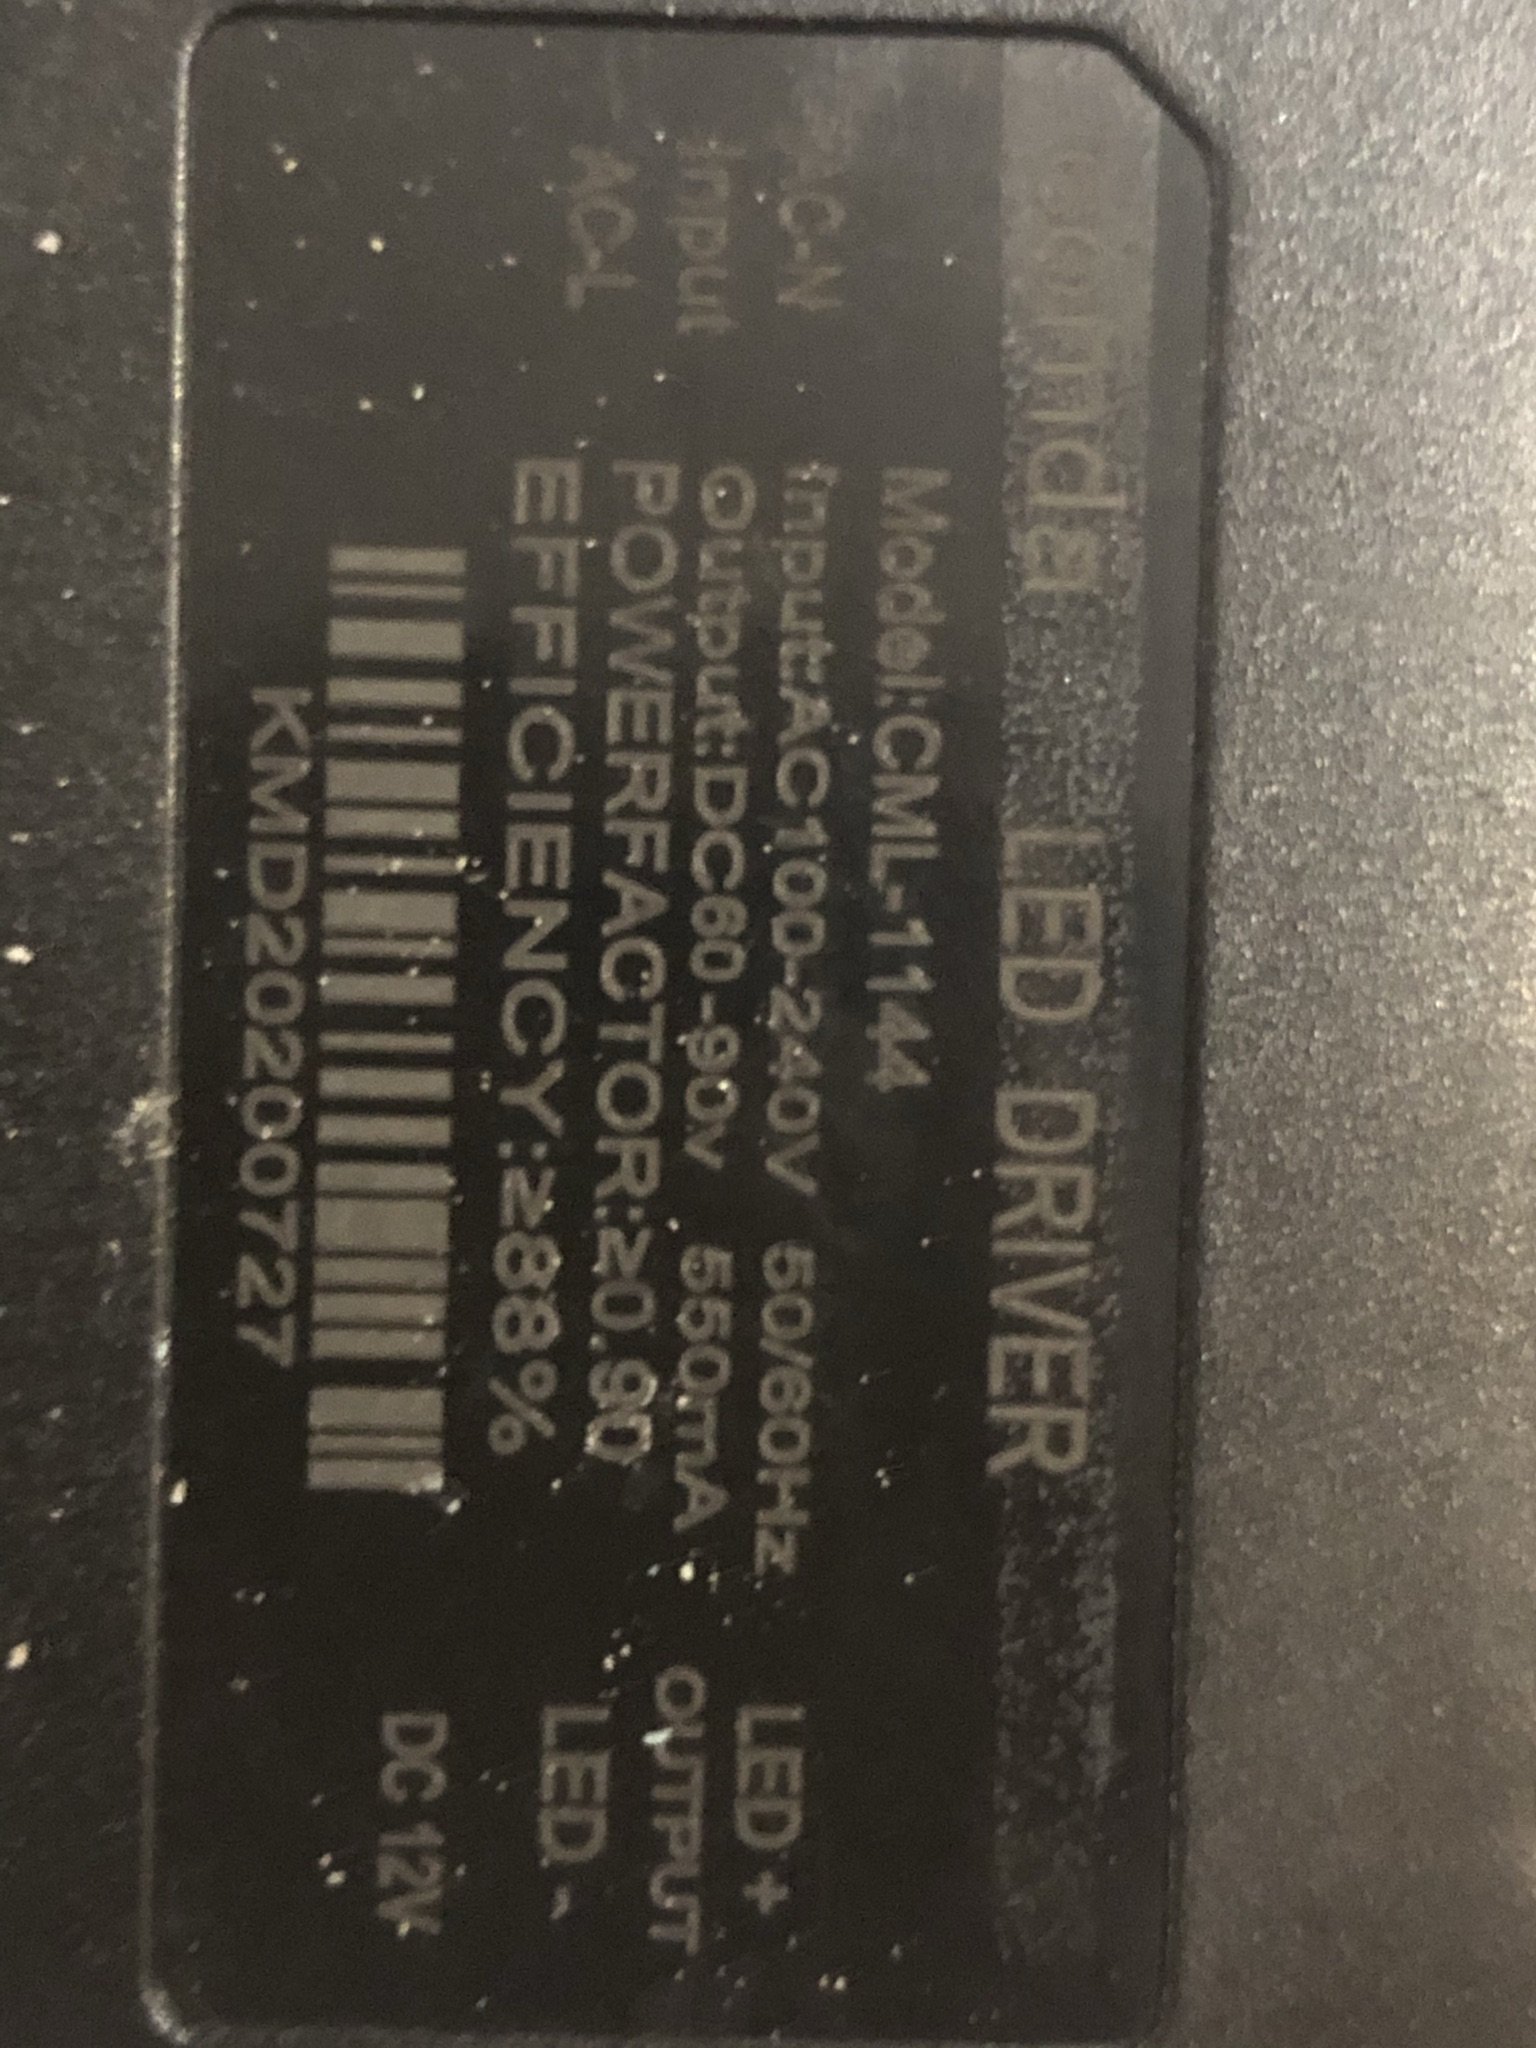 LED DRIVER
Model:CML-1144
AC-N
Input:AC100-240V 50/60Hz
LED +
Input
Output:DC60-90v 550mA
OUTPUT
POWERFACTOR:≥0.90
AC-L
EFFICIENCY:≥88%
LED -
DC 12V
KMD20200727